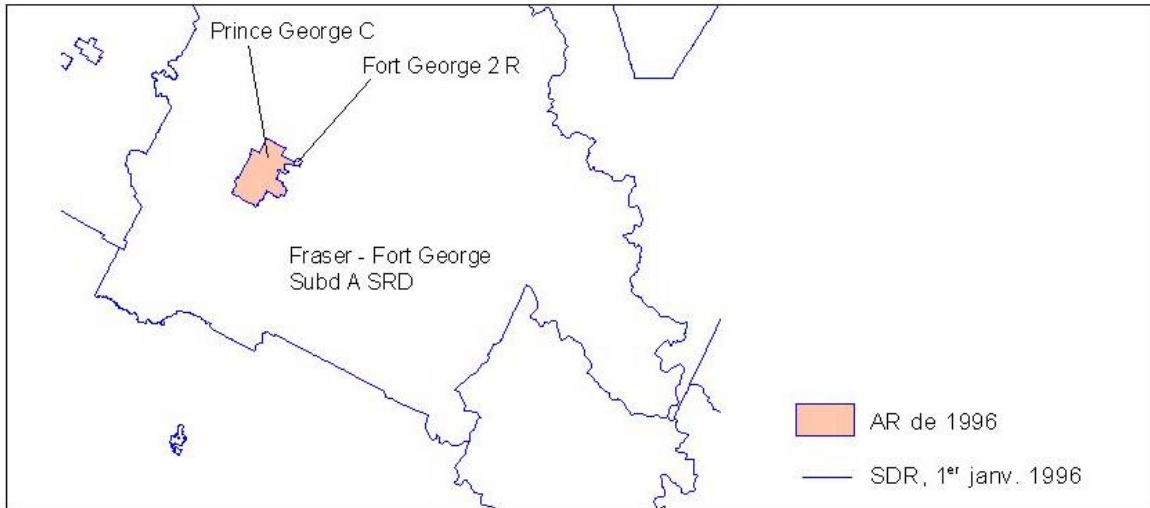 Prince George C
Fort George 2 R
Fraser - Fort George
Subd A SRD
AR de 1996
SDR, 1er janv. 1996